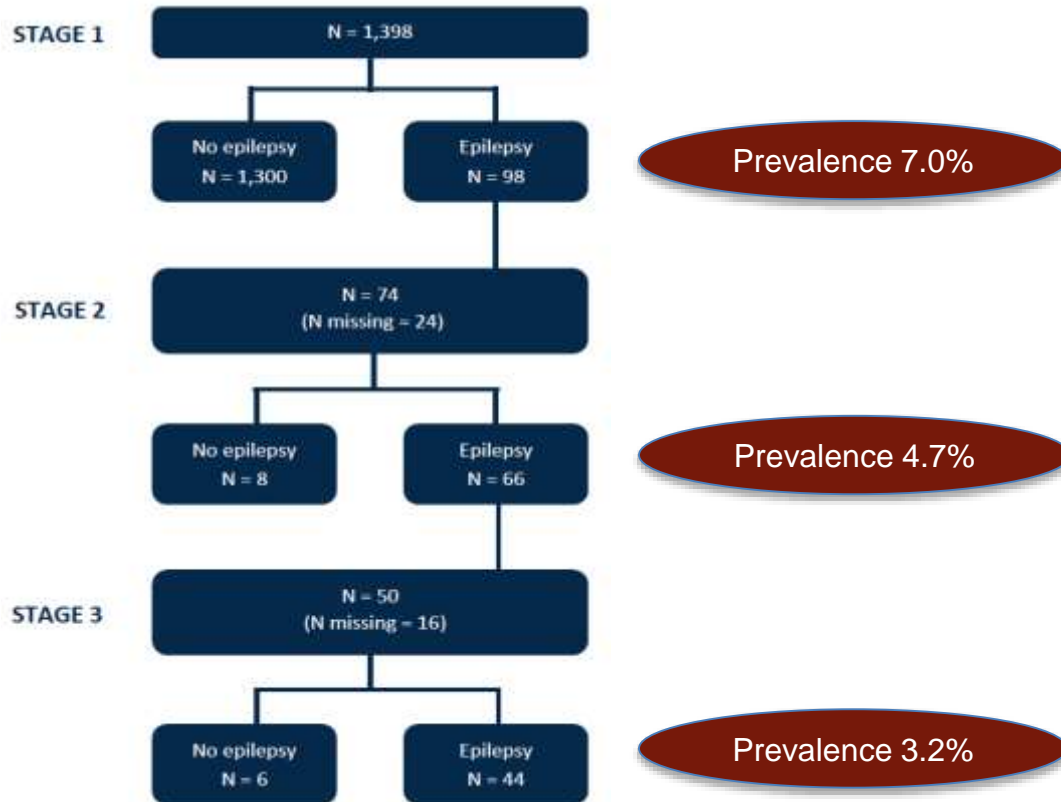 STAGE 1
N = 1,398
No epilepsy
N = 1,300
Epilepsy
N = 98
Prevalence 7.0%
STAGE 2
N = 74
(N missing = 24)
No epilepsy
N = 8
Epilepsy
N = 66
Prevalence 4.7%
STAGE 3
N = 50
(N missing = 16)
No epilepsy
N = 6
Epilepsy
N = 44
Prevalence 3.2%